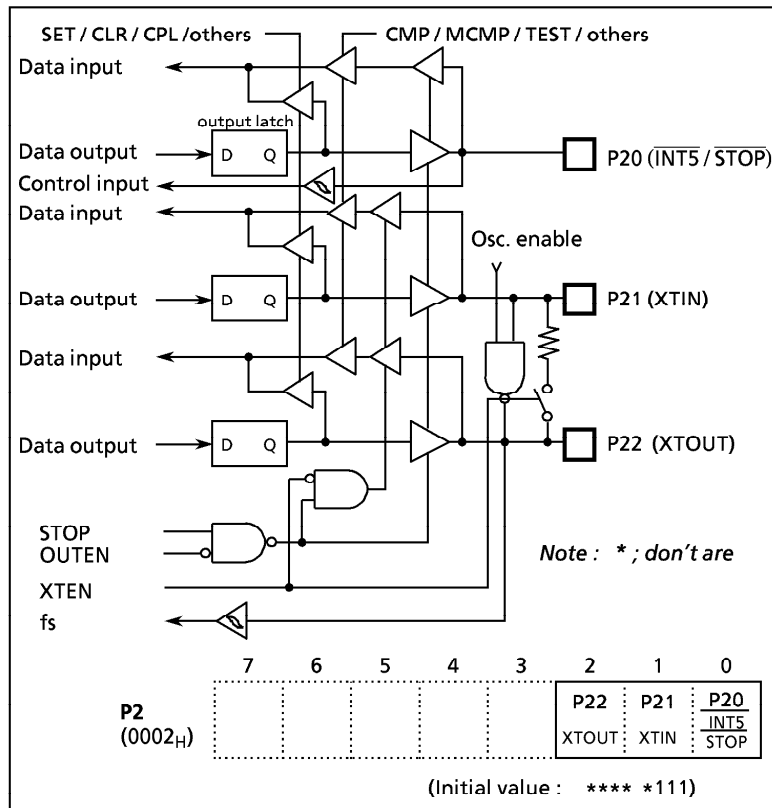 SET / CLR / CPL /others
CMP / MCMP / TEST / others
Data input
output latch
Data output
D Q
P20 (INT5 / STOP)
Control input
Data input
Osc. enable
Data output
D Q
P21 (XTIN)
Data input
Data output
D Q
P22 (XTOUT)
STOP
OUTEN
Note : * ; don't are
XTEN
fs
7 6 5 4 3 2 1 0
P2
(0002H)
P22 P21 P20
XTOUT XTIN INT5
STOP
(Initial value : **** *111)